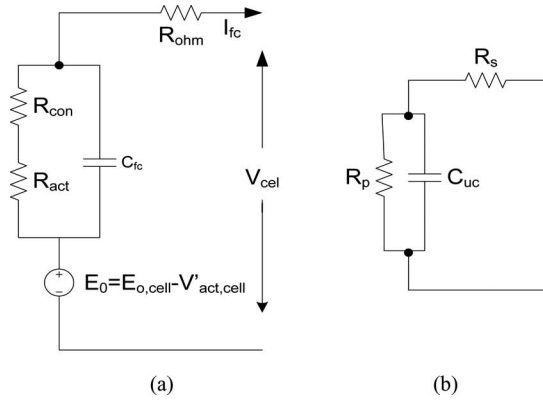 R_ohm
I_fc
R_con
C_fc
R_act
V_cel
E_0=E_o,cell-V'_act,cell
(a)
R_s
R_p
C_uc
(b)